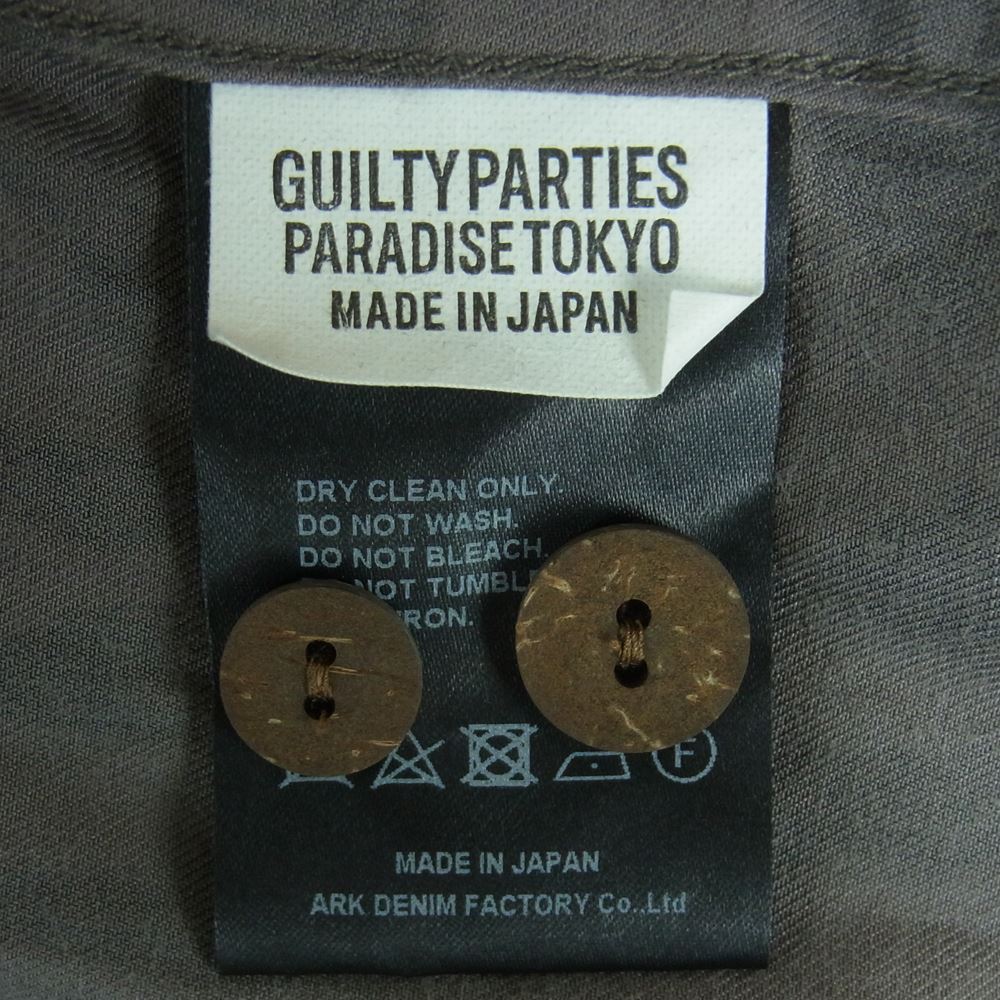 GUILTY PARTIES
PARADISE TOKYO
MADE IN JAPAN
DRY CLEAN ONLY.
DO NOT WASH.
DO NOT BLEACH.
NOT
IRON.
F
MADE IN JAPAN
ARK DENIM FACTORY Co.,Ltd